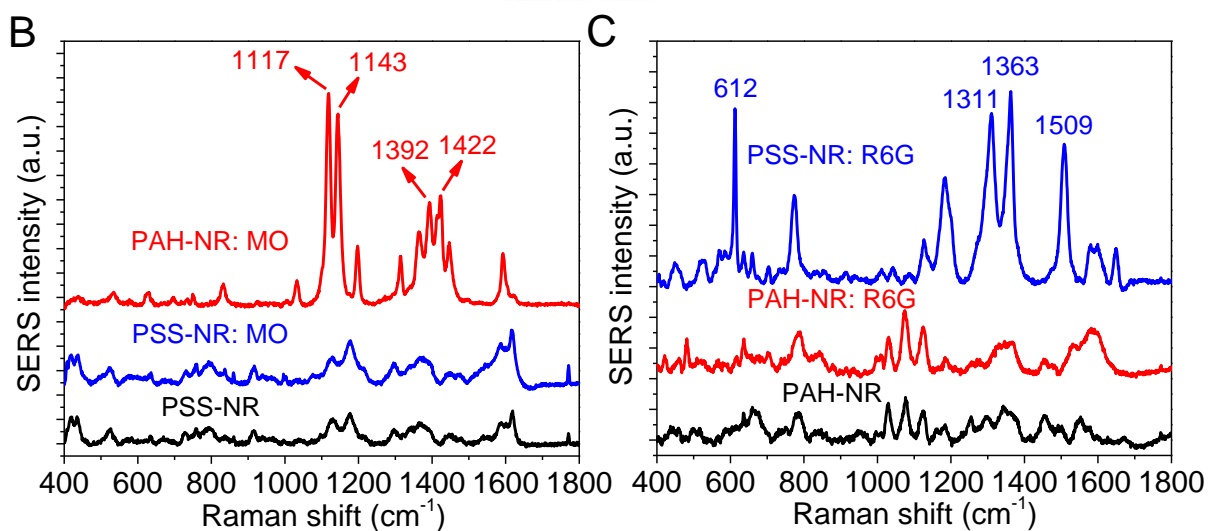 B
1117
1143
1392
1422
PAH-NR: MO
PSS-NR: MO
PSS-NR
SERS intensity (a.u.)
400 600 800 1000 1200 1400 1600 1800
Raman shift (cm⁻¹)
C
612
1311
1363
1509
PSS-NR: R6G
PAH-NR: R6G
PAH-NR
SERS intensity (a.u.)
400 600 800 1000 1200 1400 1600 1800
Raman shift (cm⁻¹)